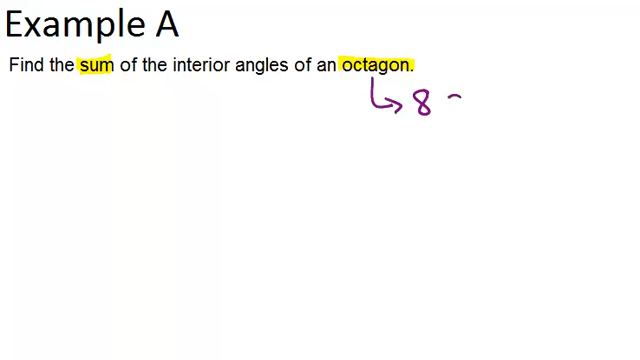 Example A
Find the sum of the interior angles of an octagon.
8